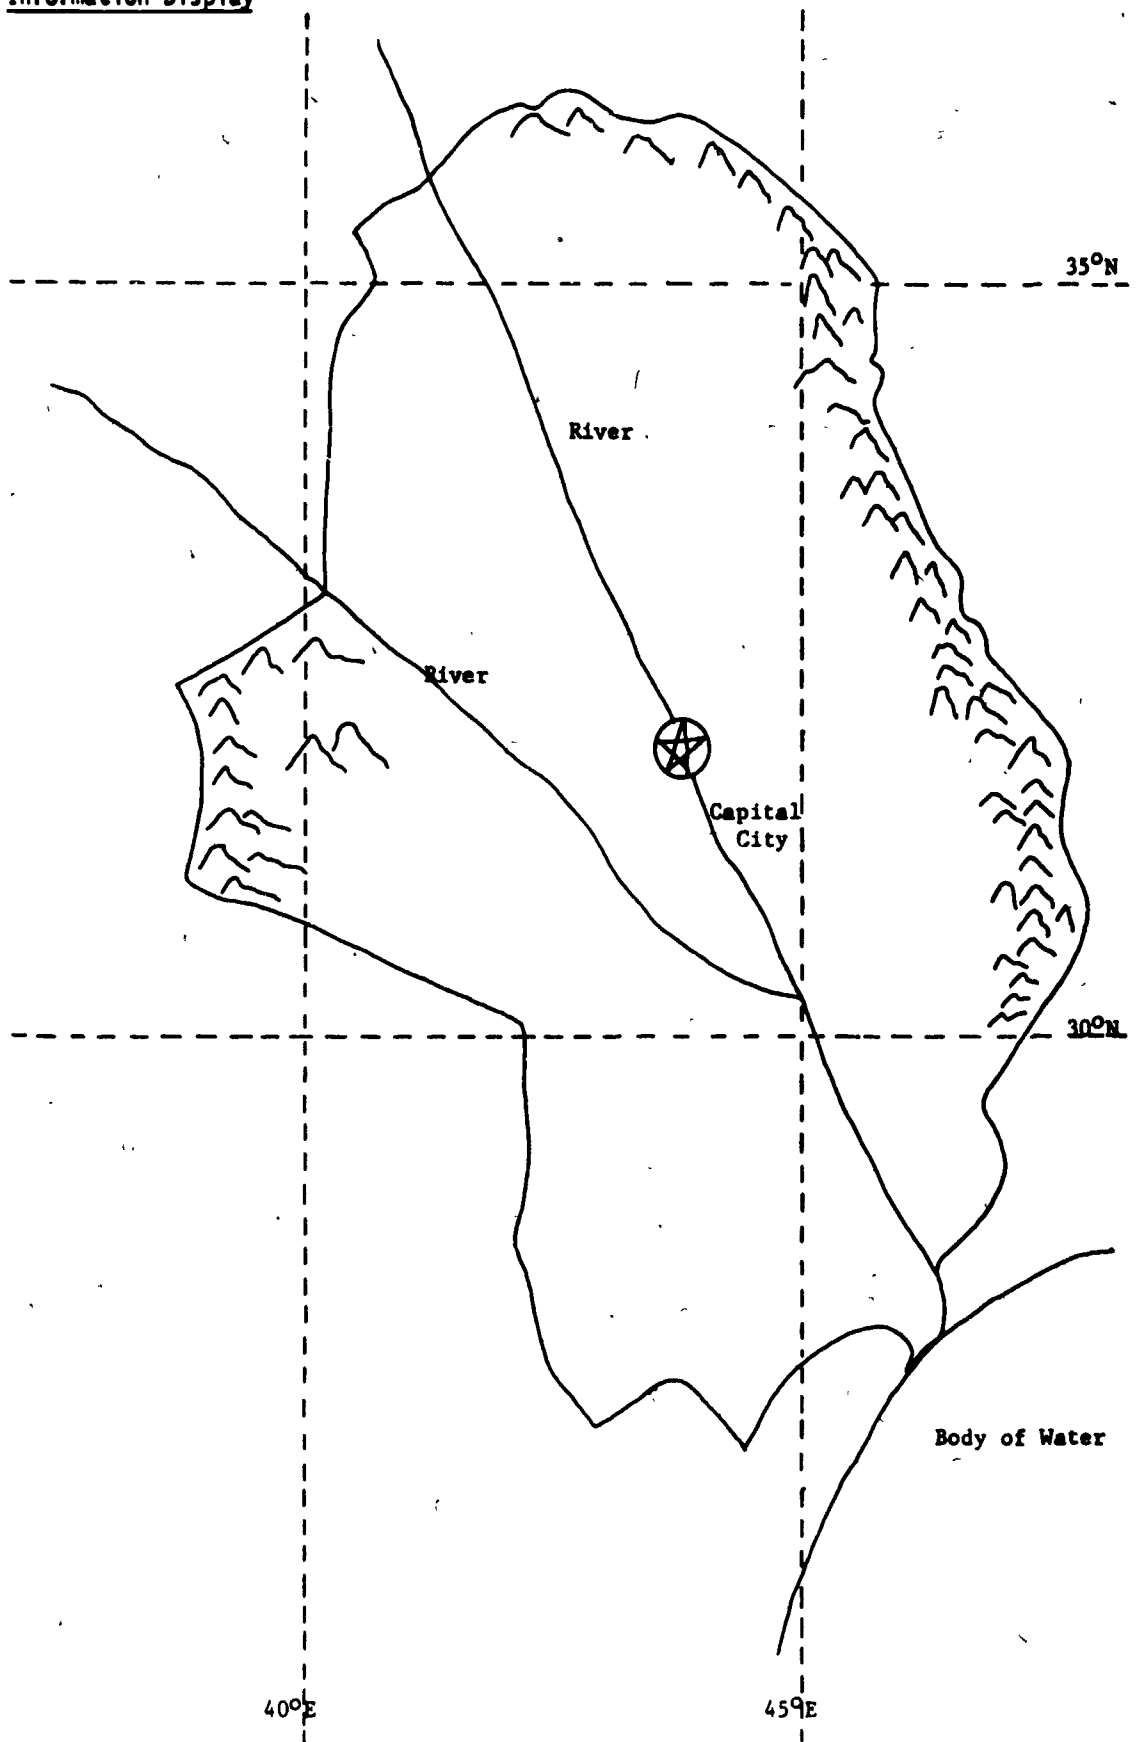 Information Display
35°N
River
River
Capital
City
30°N
Body of Water
40°E
45°E